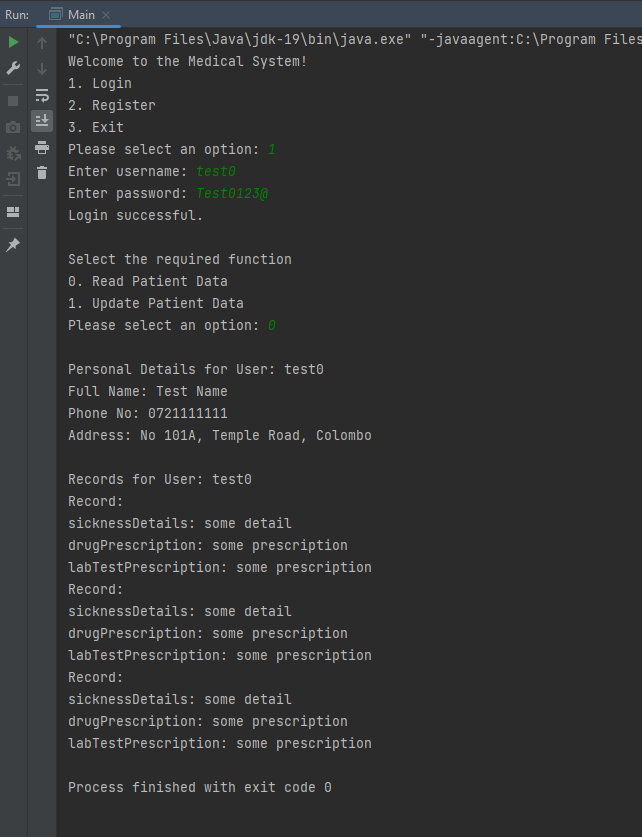 Run: Main
"C:\Program Files\Java\jdk-19\bin\java.exe" "-javaagent:C:\Program Files
Welcome to the Medical System!
1. Login
2. Register
3. Exit
Please select an option: 1
Enter username: test0
Enter password: Test0123@
Login successful.
Select the required function
0. Read Patient Data
1. Update Patient Data
Please select an option: 0
Personal Details for User: test0
Full Name: Test Name
Phone No: 0721111111
Address: No 101A, Temple Road, Colombo
Records for User: test0
Record:
sicknessDetails: some detail
drugPrescription: some prescription
labTestPrescription: some prescription
Record:
sicknessDetails: some detail
drugPrescription: some prescription
labTestPrescription: some prescription
Record:
sicknessDetails: some detail
drugPrescription: some prescription
labTestPrescription: some prescription
Process finished with exit code 0